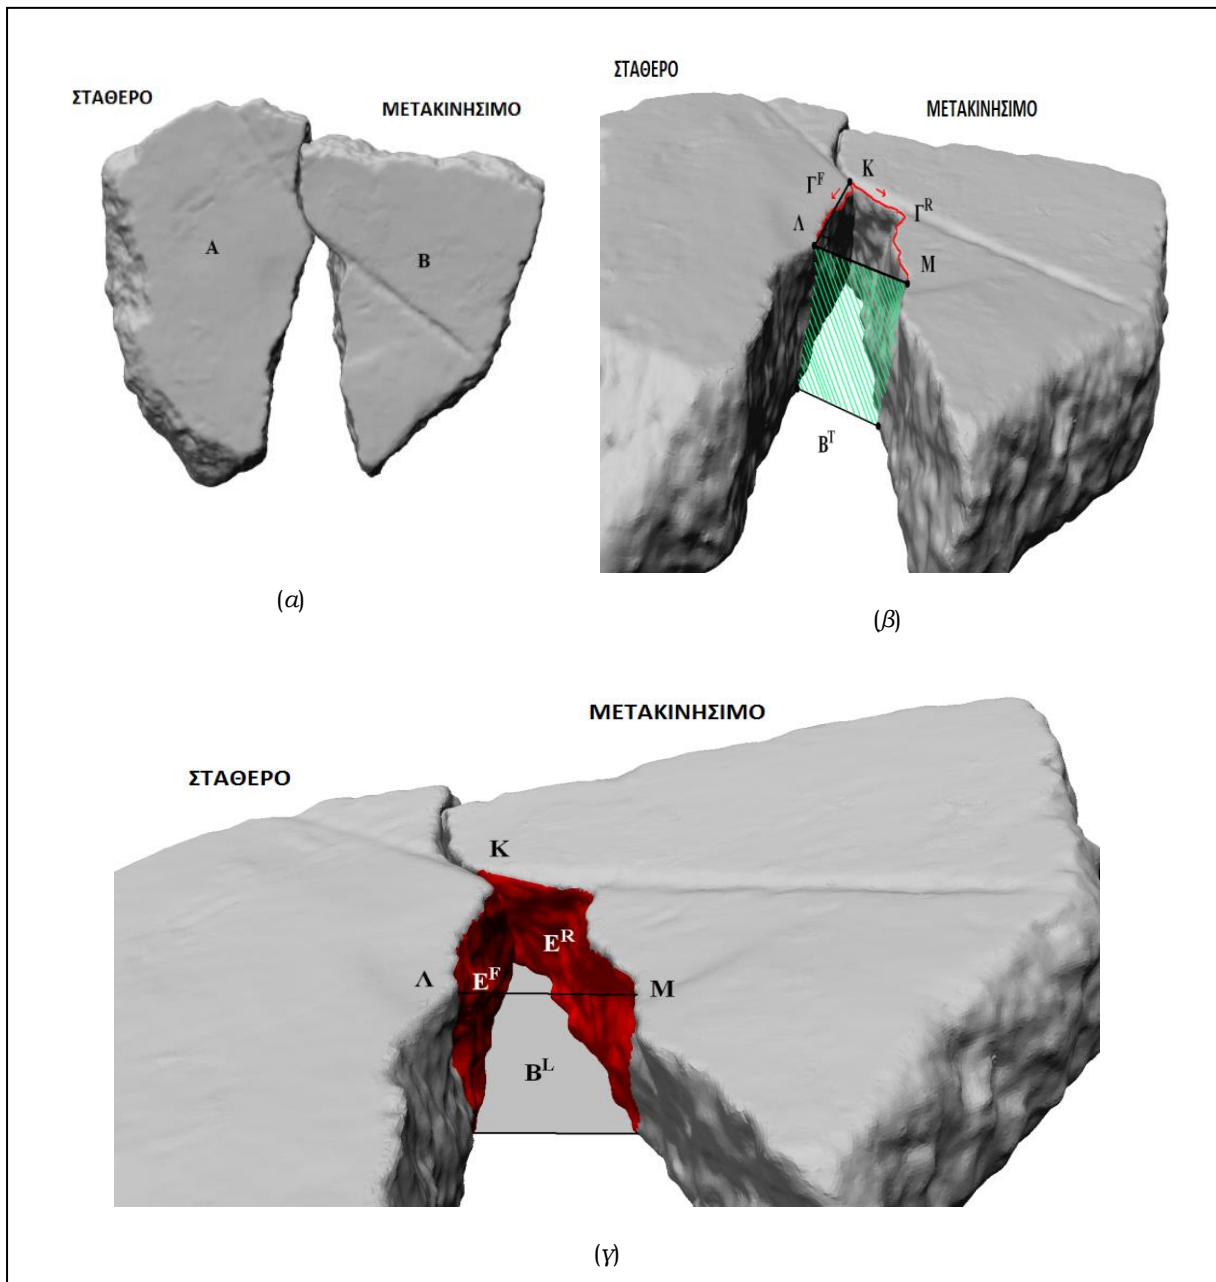 ΣΤΑΘΕΡΟ
ΜΕΤΑΚΙΝΗΣΙΜΟ
A
B
(α)
ΣΤΑΘΕΡΟ
ΜΕΤΑΚΙΝΗΣΙΜΟ
Κ
Γ^F
Γ^R
Λ
Μ
Β^T
(β)
ΜΕΤΑΚΙΝΗΣΙΜΟ
ΣΤΑΘΕΡΟ
Κ
Ε^R
Ε^F
Λ
Μ
Β^L
(γ)